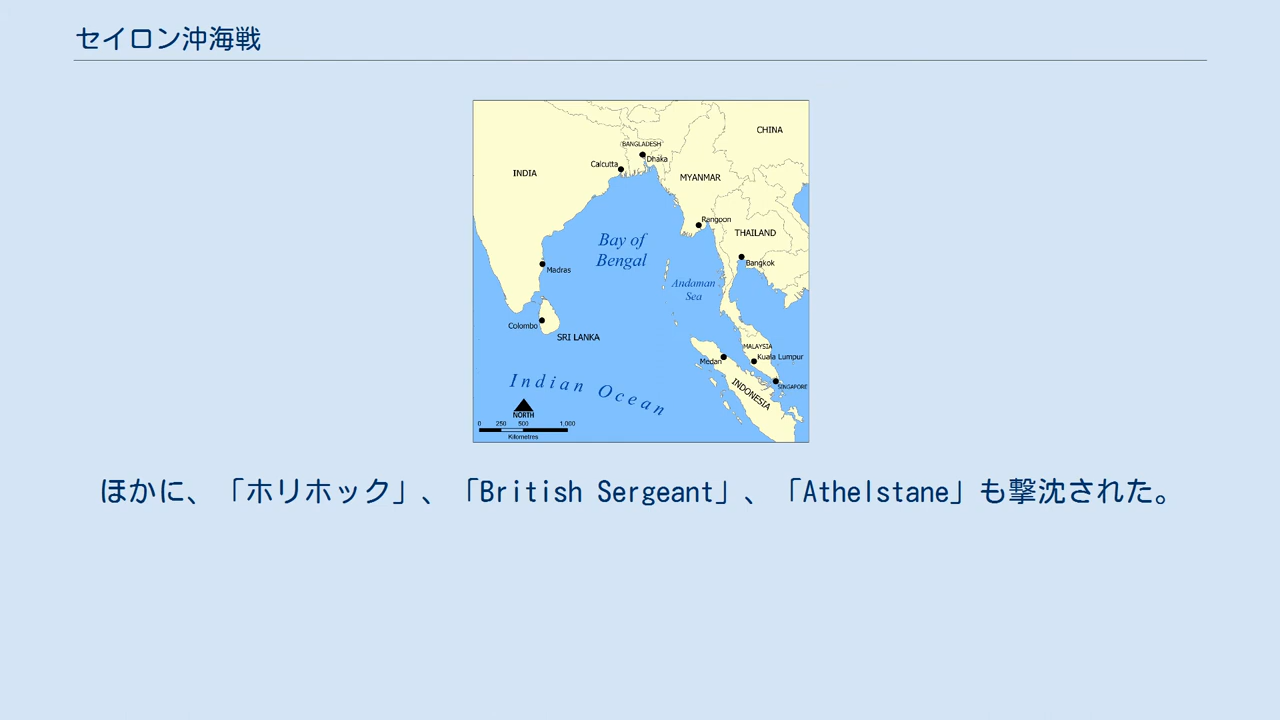 セイロン沖海戦
CHINA
BANGLADESH
Dhaka
Calcutta
INDIA
MYANMAR
Rangoon
THAILAND
Bay of
Bengal
Bangkok
Madras
Andaman
Sea
Colombo
SRI LANKA
MALAYSIA
Kuala Lumpur
Medan
SINGAPORE
INDONESIA
Indian Ocean
NORTH
0 250 500 1,000
Kilometres
ほかに、「ホリホック」、「British Sergeant」、「Athelstane」も撃沈された。